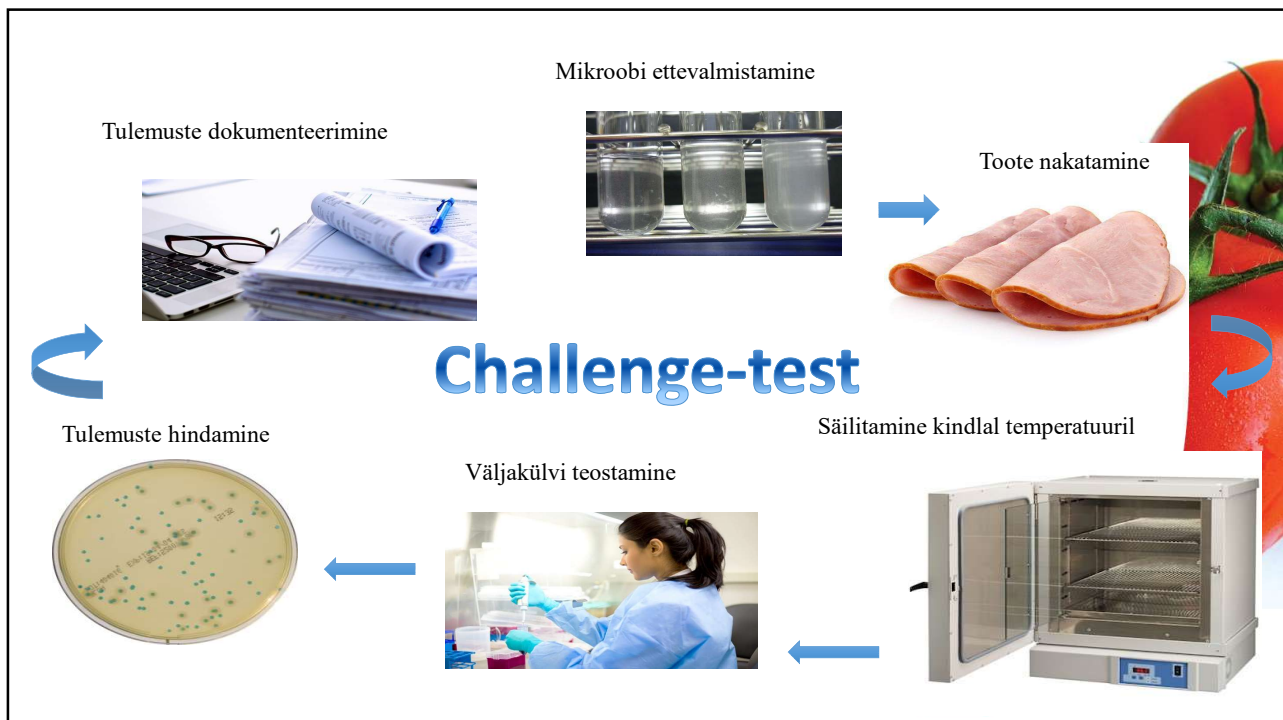 Mikroobi ettevalmistamine
Tulemuste dokumenteerimine
Toote nakatamine
Challenge-test
Säilitamine kindlal temperatuuril
Tulemuste hindamine
Väljakülvi teostamine